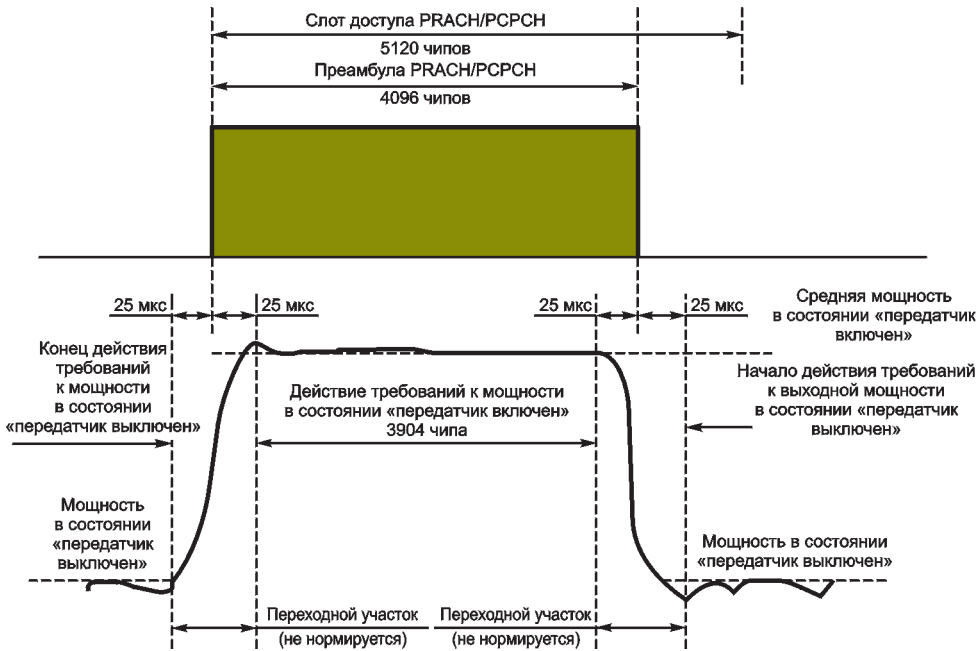 Слот доступа PRACH/PCPCH
5120 чипов
Преамбула PRACH/PCPCH
4096 чипов
25 мкс
25 мкс
25 мкс
25 мкс
Средняя мощность
в состоянии «передатчик
включен»
Конец действия
требований
к мощности
в состоянии
«передатчик выключен»
Действие требований к мощности
в состоянии «передатчик включен»
3904 чипа
Начало действия требований
к выходной мощности
в состоянии «передатчик
выключен»
Мощность
в состоянии
«передатчик
выключен»
Мощность в состоянии
«передатчик выключен»
Переходной участок
(не нормируется)
Переходной участок
(не нормируется)